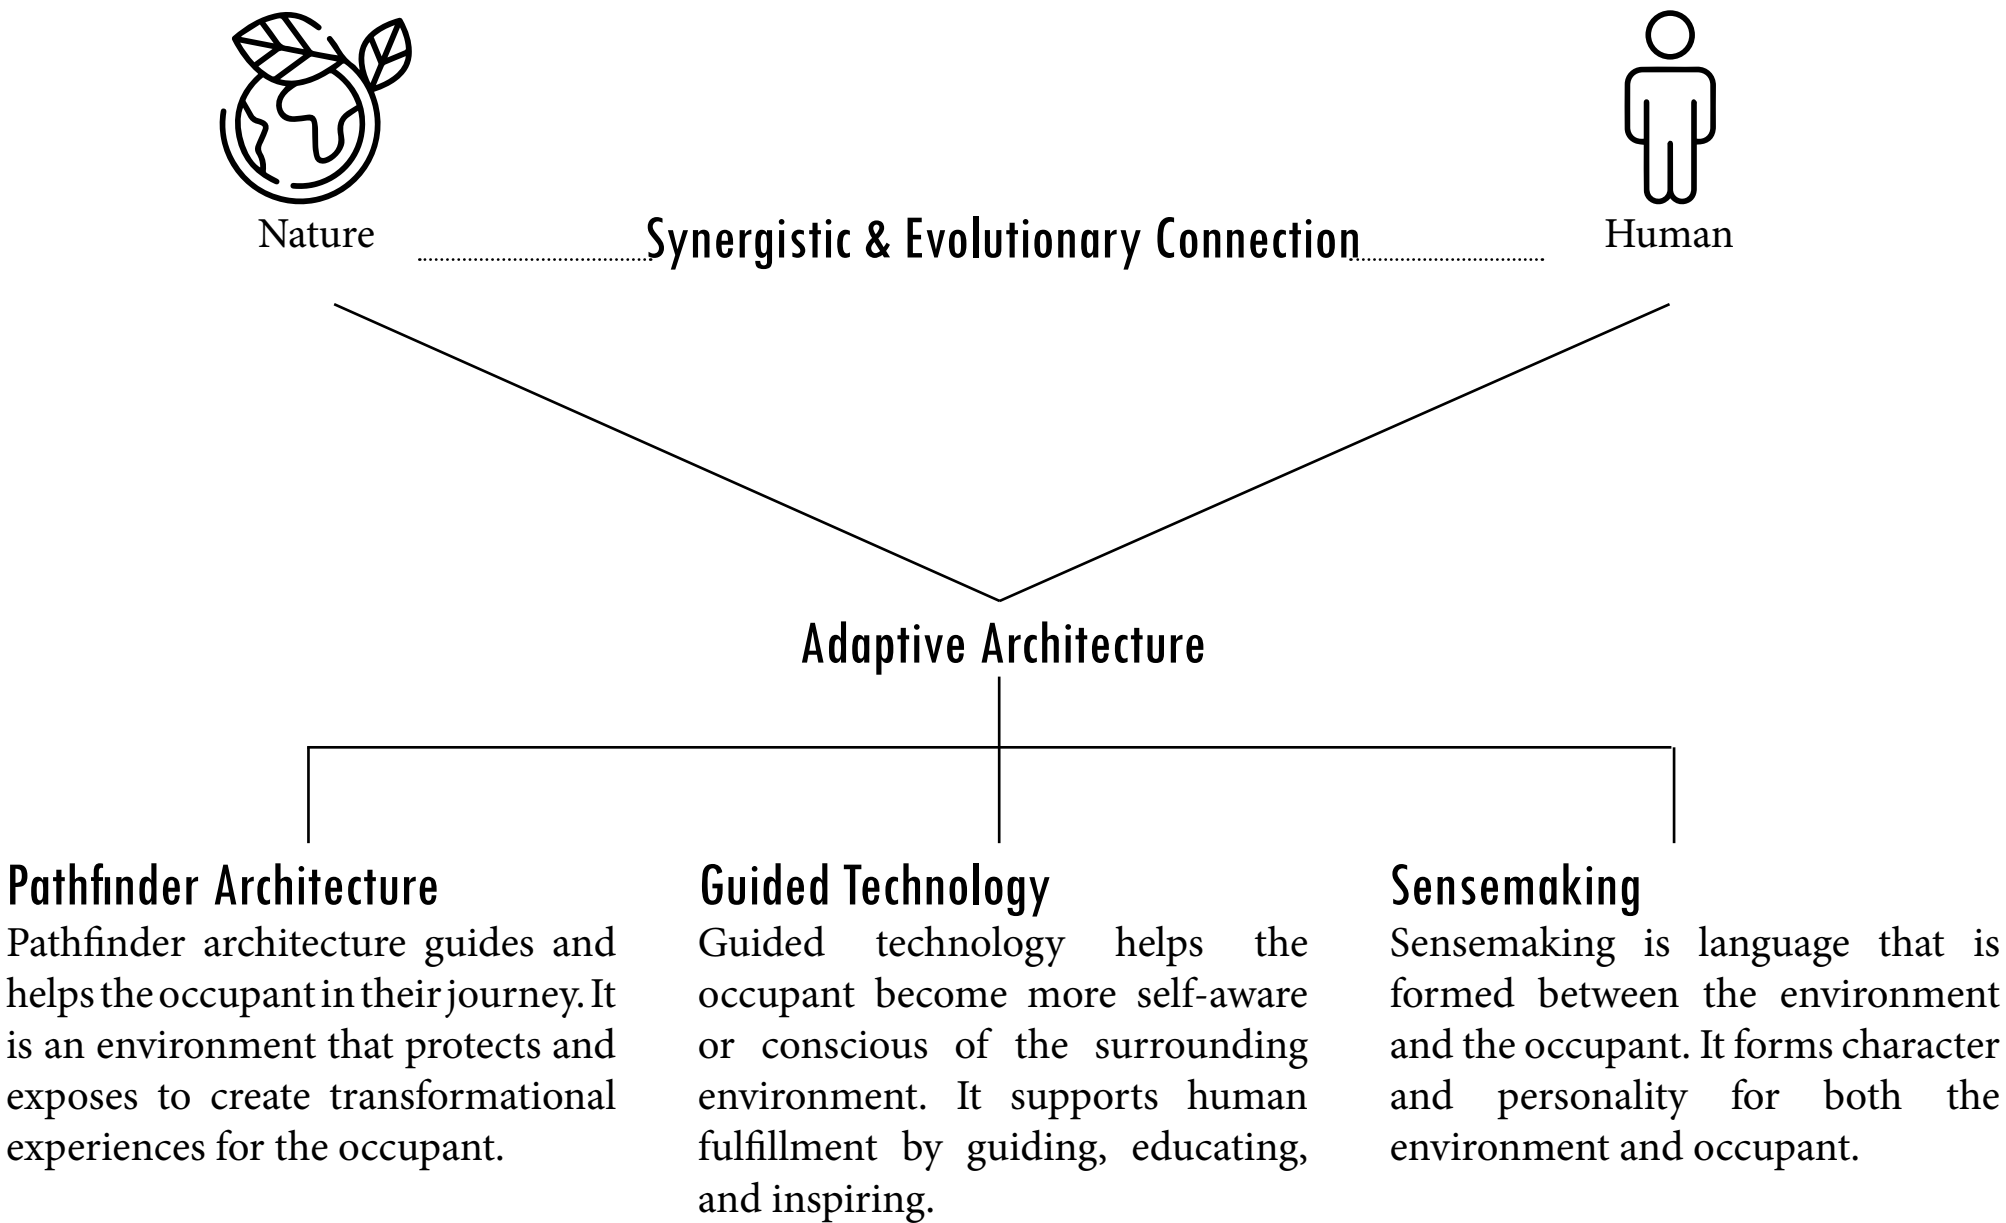 Nature
Synergistic & Evolutionary Connection
Human
Adaptive Architecture
Pathfinder Architecture
Pathfinder architecture guides and
helps the occupant in their journey. It
is an environment that protects and
exposes to create transformational
experiences for the occupant.
Guided Technology
Guided technology helps the
occupant become more self-aware
or conscious of the surrounding
environment. It supports human
fulfillment by guiding, educating,
and inspiring.
Sensemaking
Sensemaking is language that is
formed between the environment
and the occupant. It forms character
and personality for both the
environment and occupant.